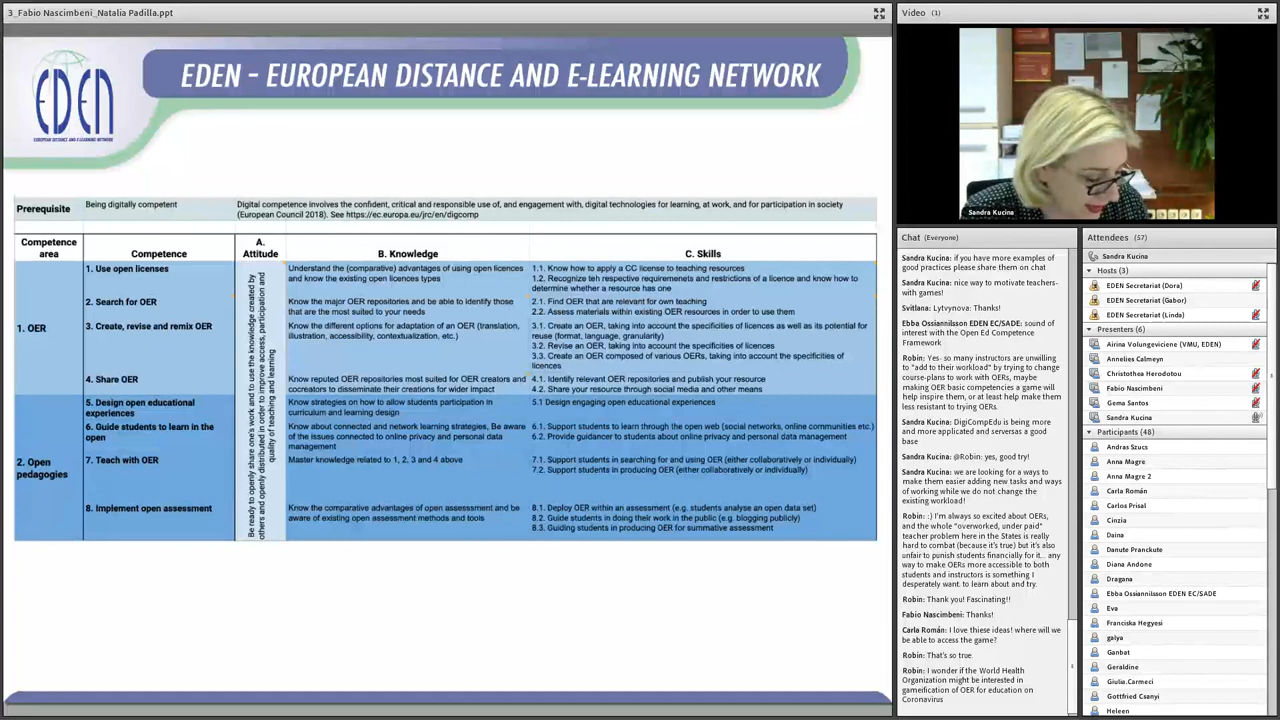 3_Fabio Nascimbeni_Natalia Padilla.ppt
EDEN
EUROPEAN DISTANCE AND E-LEARNING NETWORK
EDEN - EUROPEAN DISTANCE AND E-LEARNING NETWORK
Prerequisite
Being digitally competent
Digital competence involves the confident, critical and responsible use of, and engagement with, digital technologies for learning, at work, and for participation in society
(European Council 2018). See https://ec.europa.eu/jrc/en/digcomp
Competence
area
Competence
A.
Attitude
B. Knowledge
C. Skills
1. OER
Be ready to openly share one's work and to use the knowledge created by
others and openly distributed in order to improve access, participation and
quality of teaching and learning
1. Use open licenses
Understand the (comparative) advantages of using open licences
and know the existing open licences types
1.1. Know how to apply a CC license to teaching resources
1.2. Recognize ten respective requirements and restrictions of a licence and know how to
determine whether a resource has one
2. Search for OER
Know the major OER repositories and be able to identify those
that are the most suited to your needs
2.1. Find OER that are relevant for own teaching
2.2. Assess materials within existing OER resources in order to use them
3. Create, revise and remix OER
Know the different options for adaptation of an OER (translation,
illustration, accessibility, contextualization, etc.)
3.1. Create an OER, taking into account the specificities of licences as well as its potential for
reuse (format, language, granularity)
3.2. Revise an OER, taking into account the specificities of licences
3.3. Create an OER composed of various OERs, taking into account the specificities of
licences
4. Share OER
Know reputed OER repositories most suited for OER creators and
cocreators to disseminate their creations for wider impact
4.1. Identify relevant OER repositories and publish your resource
4.2. Share your resource through social media and other means
2. Open
pedagogies
5. Design open educational
experiences
Know strategies on how to allow students participation in
curriculum and learning design
5.1 Design engaging open educational experiences
6. Guide students to learn in the
open
Know about connected and network learning strategies, Be aware
of the issues connected to online privacy and personal data
management
6.1. Support students to learn through the open web (social networks, online communities etc.)
6.2. Provide guidancer to students about online privacy and personal data management
7. Teach with OER
Master knowledge related to 1, 2, 3 and 4 above
7.1. Support students in searching for and using OER (either collaboratively or individually)
7.2. Support students in producing OER (either collaboratively or individually)
8. Implement open assessment
Know the comparative advantages of open assesssment and be
aware of existing open assessment methods and tools
8.1. Deploy OER within an assessment (e.g. students analyse an open data set)
8.2. Guide students in doing their work in the public (e.g. blogging publicly)
8.3. Guiding students in producing OER for summative assessment
Video (1)
Sandra Kucina
Chat (Everyone)
Sandra Kucina: if you have more examples of
good practices please share them on chat
Sandra Kucina: nice way to motivate teachers-
with games!
Svitlana: Lytvynova: Thanks!
Ebba Ossiannilsson EDEN EC/SADE: sound of
interest with the Open Ed Competence
Framework
Robin: Yes- so many instructors are unwilling
to "add to their workload" by trying to change
course-plans to work with OERs, maybe
making OER basic competencies a game will
help inspire them, or at least help make them
less resistant to trying OERs.
Sandra Kucina: DigiCompEdu is being more
and more applicated and serversas a good
base
Sandra Kucina: @Robin: yes, good try!
Sandra Kucina: we are looking for a ways to
make them easier adding new tasks and ways
of working while we do not change the
existing workload!
Robin: :) I'm always so excited about OERs,
and the whole "overworked, under paid"
teacher problem here in the States is really
hard to combat (because it's true) but it's also
unfair to punish students financially for it... any
way to make OERs more accessible to both
students and instructors is something I
desperately want. to learn about and try.
Robin: Thank you! Fascinating!!
Fabio Nascimbeni: Thanks!
Carla Román: I love thiese ideas! where will we
be able to access the game?
Robin: That's so true.
Robin: I wonder if the World Health
Organization might be interested in
gameification of OER for education on
Coronavirus
Attendees (57)
Sandra Kucina
Hosts (3)
EDEN Secretariat (Dora)
EDEN Secretariat (Gabor)
EDEN Secretariat (Linda)
Presenters (6)
Airina Volungeviciene (VMU, EDEN)
Annelies Calmeyn
Christothea Herodotou
Fabio Nascimbeni
Gema Santos
Sandra Kucina
Participants (48)
Andras Szucs
Anna Magre
Anna Magre 2
Carla Román
Carlos Prisal
Cinzia
Daina
Danute Pranckute
Diana Andone
Dragana
Ebba Ossiannilsson EDEN EC/SADE
Eva
Franciska Hegyesi
galya
Ganbat
Geraldine
Giulia.Carmeci
Gottfried Csanyi
Heleen